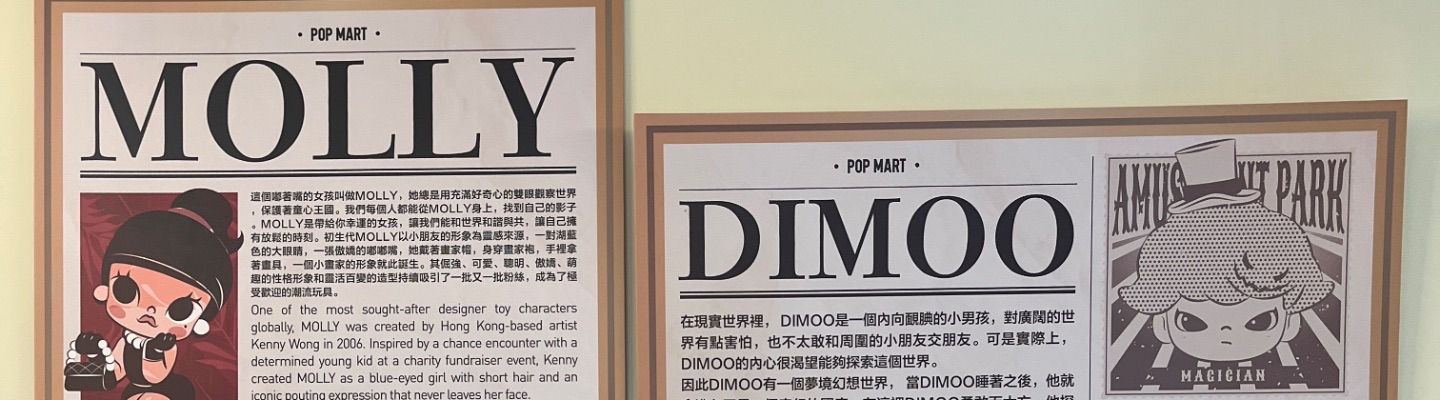 • POP MART •
MOLLY
這個嘟著嘴的女孩叫做MOLLY，她總是用充滿好奇心的雙眼觀察世界
，保護著童心王國。我們每個人都能從MOLLY身上，找到自己的影子
。MOLLY是帶給你幸運的女孩，讓我們能和世界和諧與共，讓自己擁
有放鬆的時刻。初生代MOLLY以小朋友的形象為靈感來源，一對湖藍
色的大眼睛，一張傲嬌的嘟嘟嘴，她戴著畫家帽，身穿畫家袍，手裡拿
著畫具，一個小畫家的形象就此誕生。其倔強、可愛、聰明、傲嬌、萌
趣的性格形象和靈活百變的造型持續吸引了一批又一批粉絲，成為了極
受歡迎的潮流玩具。
One of the most sought-after designer toy characters
globally, MOLLY was created by Hong Kong-based artist
Kenny Wong in 2006. Inspired by a chance encounter with a
determined young kid at a charity fundraiser event, Kenny
created MOLLY as a blue-eyed girl with short hair and an
iconic pouting expression that never leaves her face.
• POP MART •
DIMOO
在現實世界裡， DIMOO是一個內向靦腆的小男孩，對廣闊的世
界有點害怕，也不太敢和周圍的小朋友交朋友。可是實際上，
DIMOO的內心很渴望能夠探索這個世界。
因此DIMOO有一個夢境幻想世界， 當DIMOO睡著之後，他就
PARK
MAGICIAN